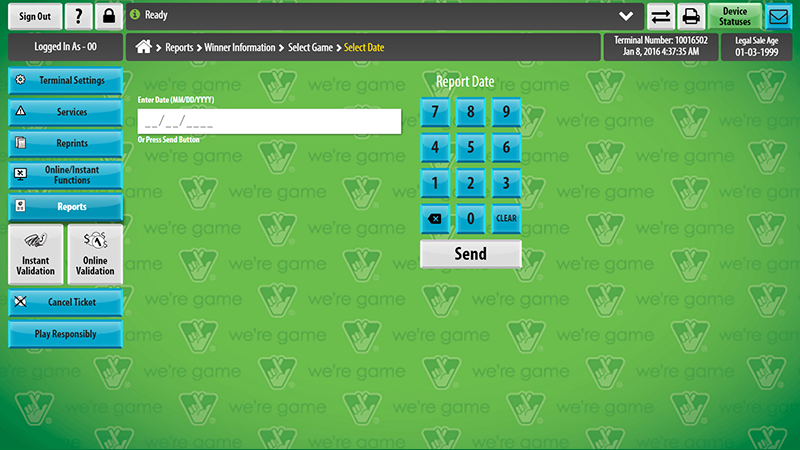 Sign Out
?
Ready
Device
Statuses
Logged In As - 00
Reports
Winner Information
Select Game
Select Date
Terminal Number: 10016502
Jan 8, 2016 4:37:35 AM
Legal Sale Age
01-03-1999
Terminal Settings
Services
Reprints
Online/Instant
Functions
Reports
Instant
Validation
Online
Validation
Cancel Ticket
Play Responsibly
Enter Date (MM/DD/YYYY)
__/__/____
Or Press Send Button
Report Date
7 8 9
4 5 6
1 2 3
0 CLEAR
Send
we're game